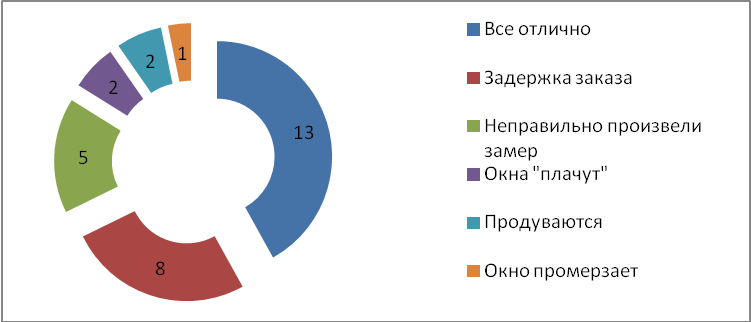 1
2
2
5
13
8
Все отлично
Задержка заказа
Неправильно произвели
замер
Окна "плачут"
Продуваются
Окно промерзает